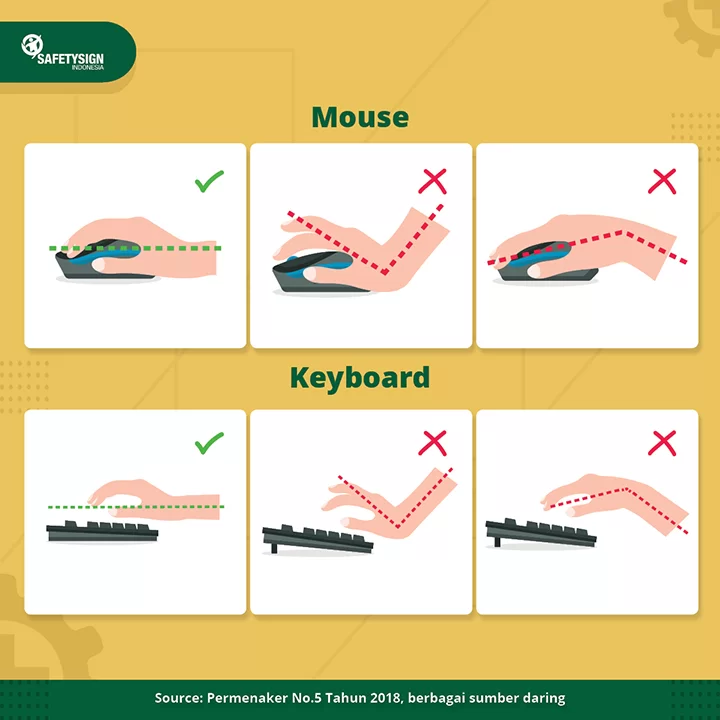 SAFETYSIGN
INDONESIA
Mouse
Keyboard
Source: Permenaker No.5 Tahun 2018, berbagai sumber daring